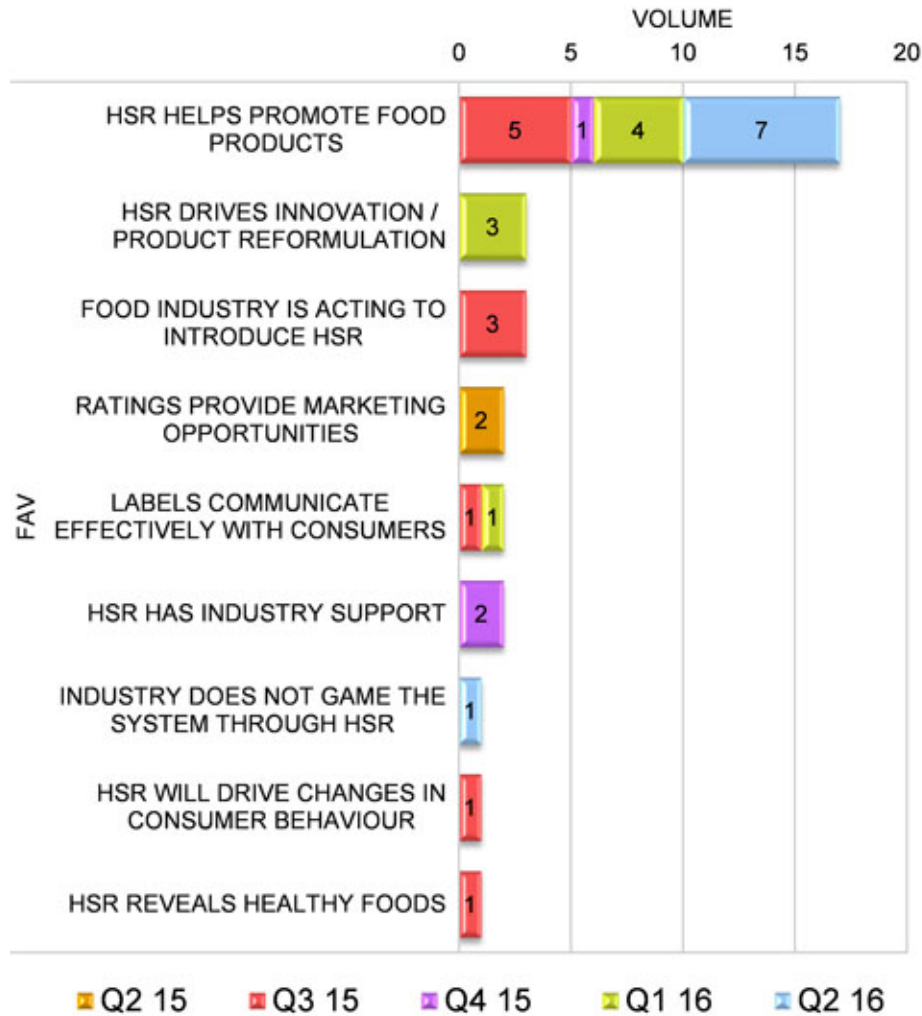 VOLUME
0 5 10 15 20
HSR HELPS PROMOTE FOOD
PRODUCTS
5 1 4 7
HSR DRIVES INNOVATION /
PRODUCT REFORMULATION
3
FOOD INDUSTRY IS ACTING TO
INTRODUCE HSR
3
RATINGS PROVIDE MARKETING
OPPORTUNITIES
2
FAV
LABELS COMMUNICATE
EFFECTIVELY WITH CONSUMERS
1 1
HSR HAS INDUSTRY SUPPORT
2
INDUSTRY DOES NOT GAME THE
SYSTEM THROUGH HSR
1
HSR WILL DRIVE CHANGES IN
CONSUMER BEHAVIOUR
1
HSR REVEALS HEALTHY FOODS
1
Q2 15 Q3 15 Q4 15 Q1 16 Q2 16